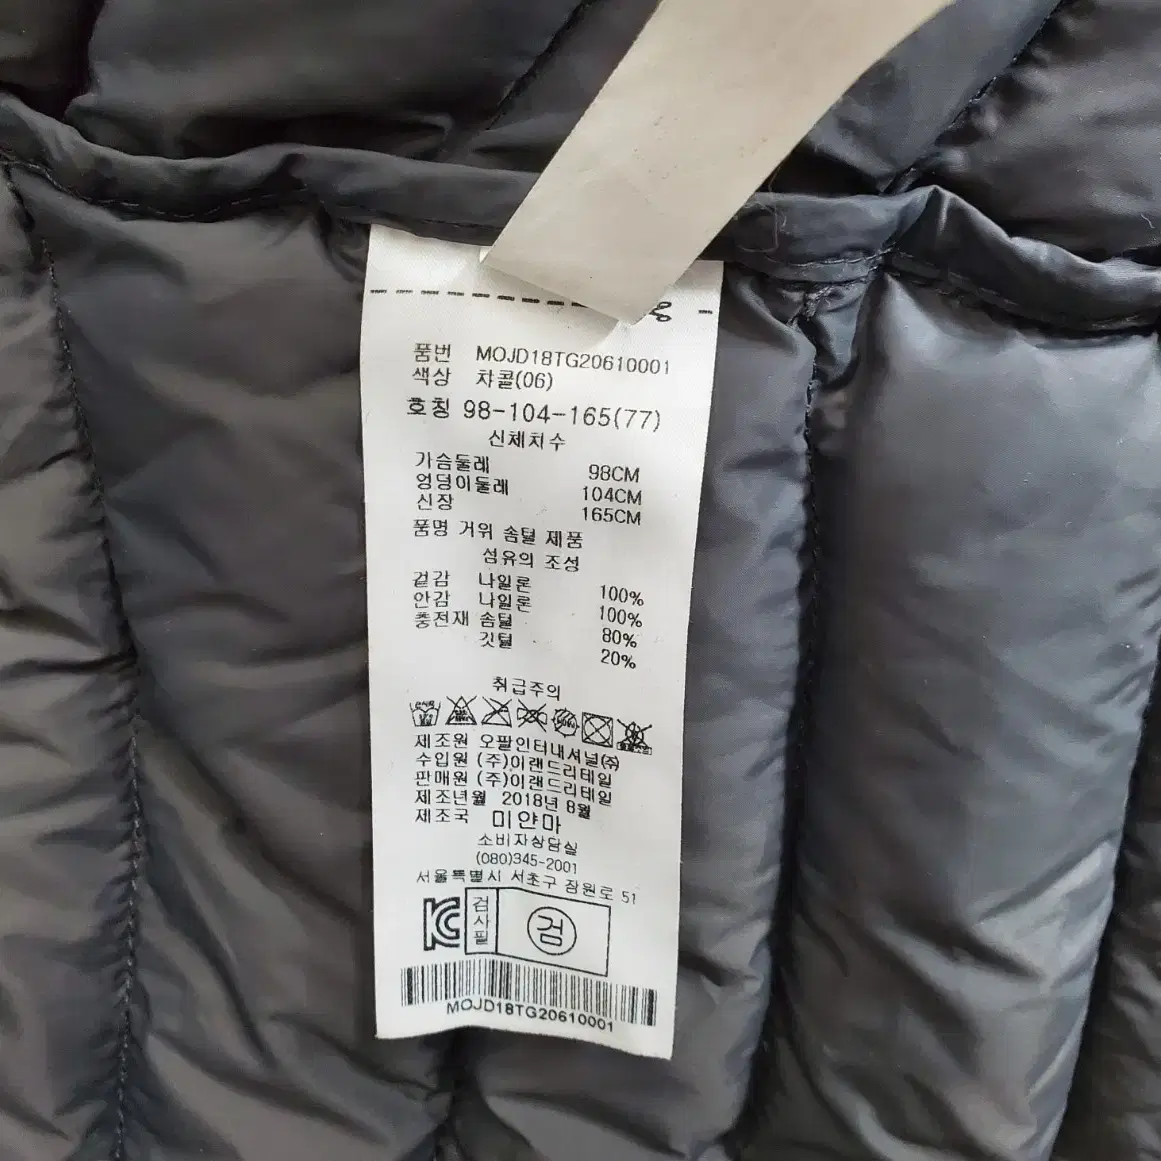 품번 MOJD18TG20610001
색상 차콜(06)
호칭 98-104-165(77)
신체치수
가슴둘레 98CM
엉덩이둘레 104CM
신장 165CM
품명 거위 솜털 제품
섬유의 조성
겉감 나일론 100%
안감 나일론 100%
충전재 솜털 80%
깃털 20%
취급주의
제조원 오팔인터내셔널㈜
수입원 (주)이랜드리테일
판매원 (주)이랜드리테일
제조년월 2018년 8월
제조국 미얀마
소비자상담실
(080)345-2001
서울특별시 서초구 잠원로 51
KC 검사필 검
MOJD18TG20610001